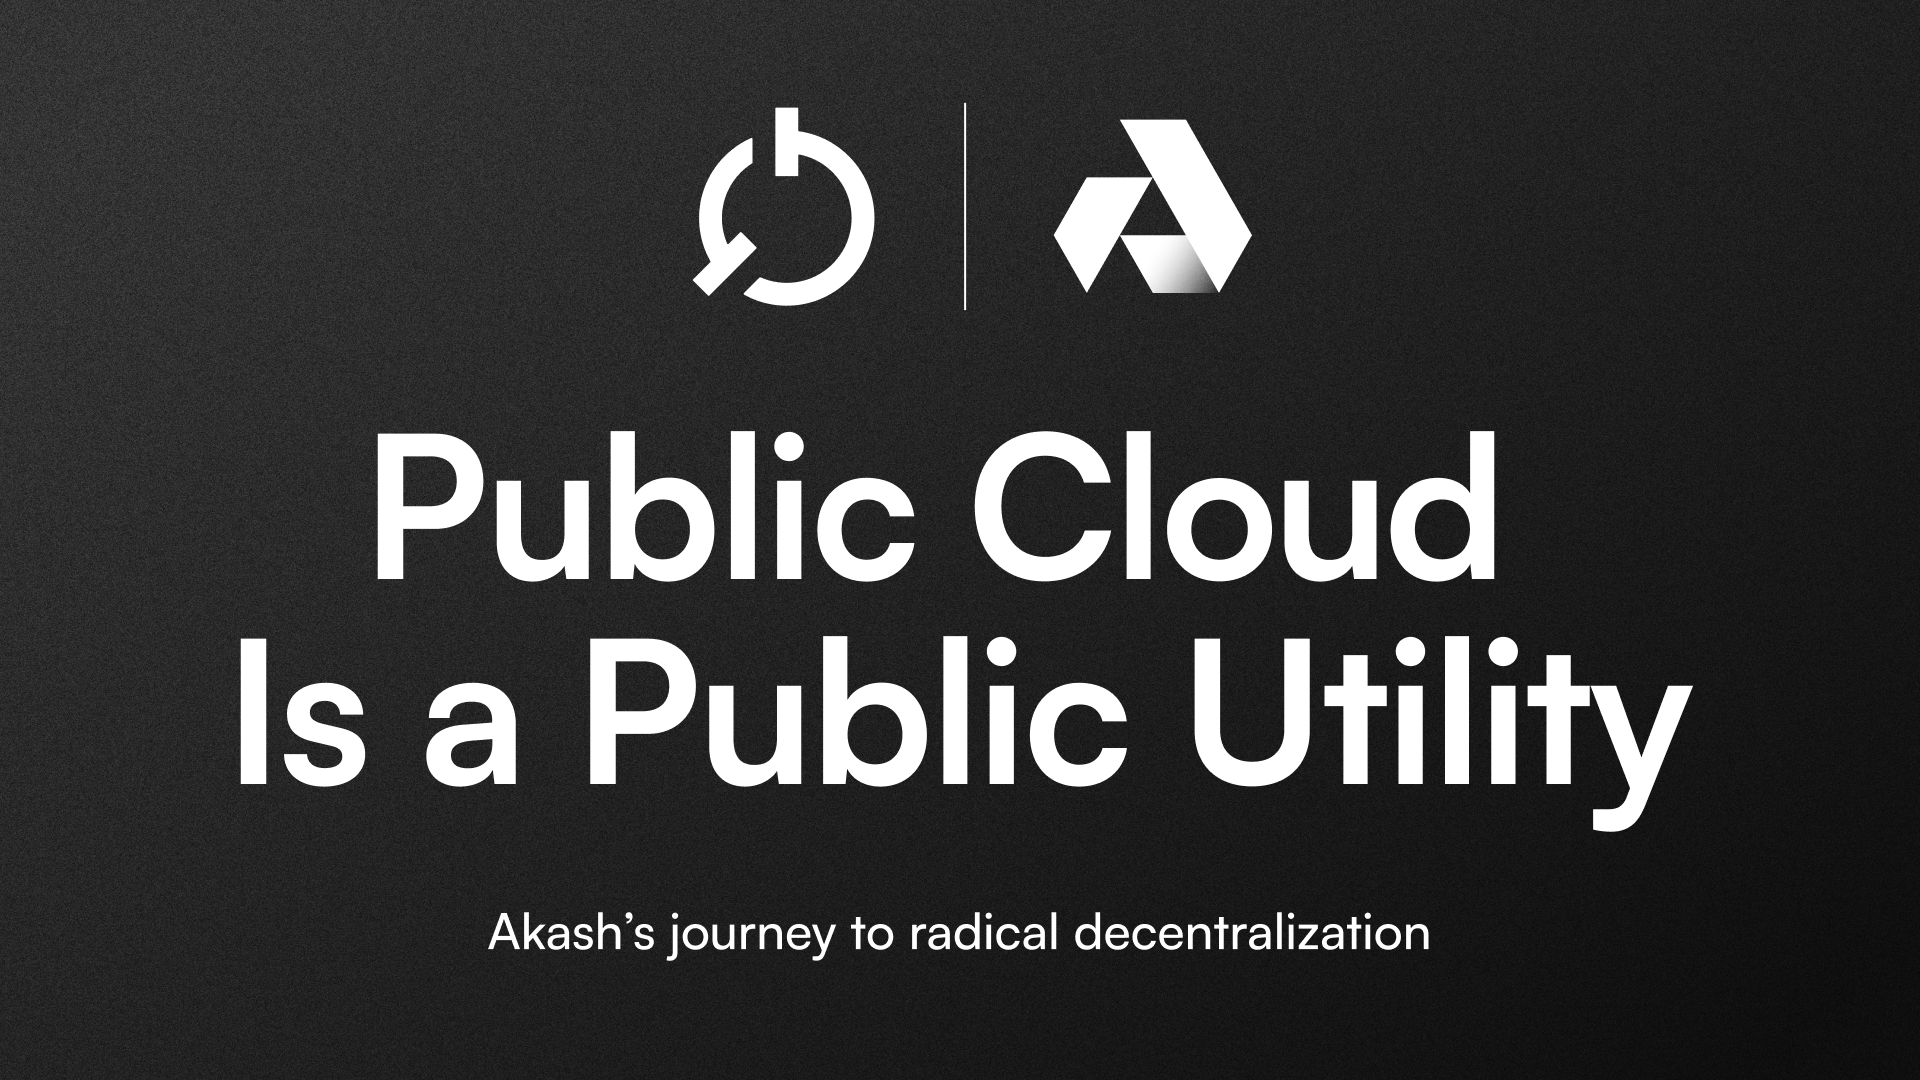 Public Cloud
Is a Public Utility
Akash’s journey to radical decentralization